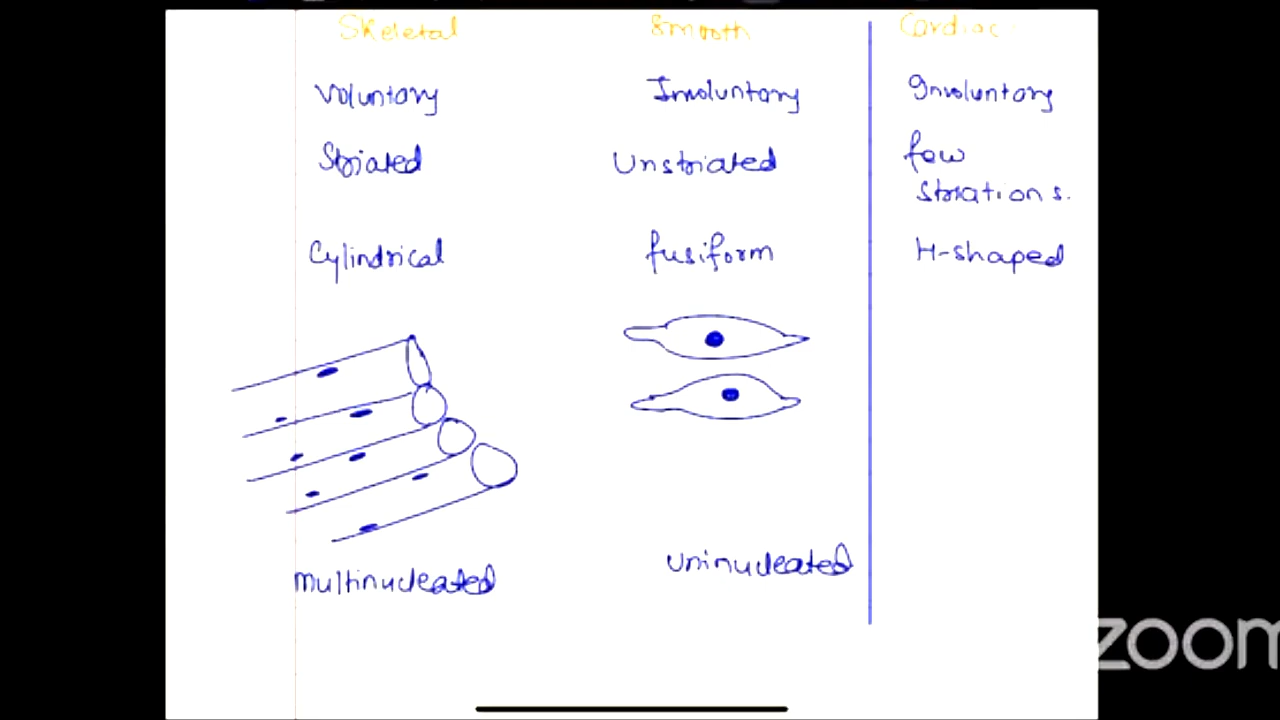 Skeletal Smooth Cardiac
Voluntary Involuntary Involuntary
Striated Unstriated few
striations.
Cylindrical fusiform H-shaped
multinucleated uninucleated
zoom